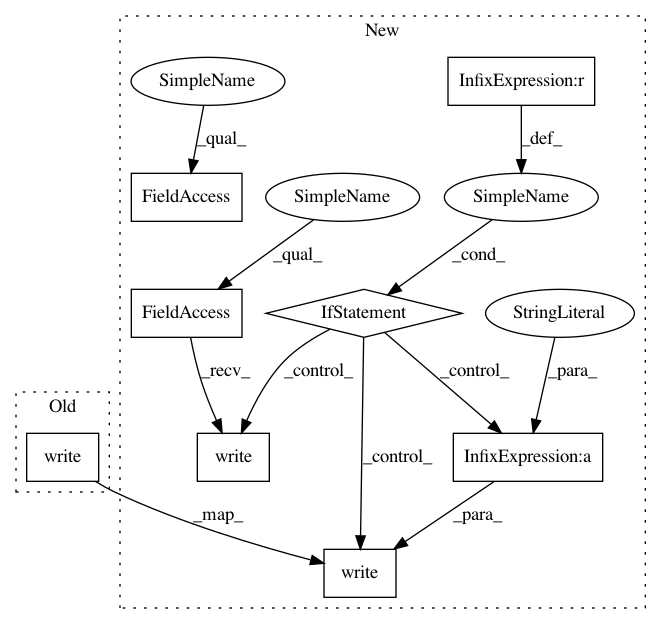 New
SimpleName
InfixExpression:r
_qual_
_def_
FieldAccess
SimpleName
SimpleName
_qual_
_cond_
FieldAccess
IfStatement
StringLiteral
_recv_
_control_
_control_
_para_
Old
write
write
_control_
InfixExpression:a
_map_
_para_
write